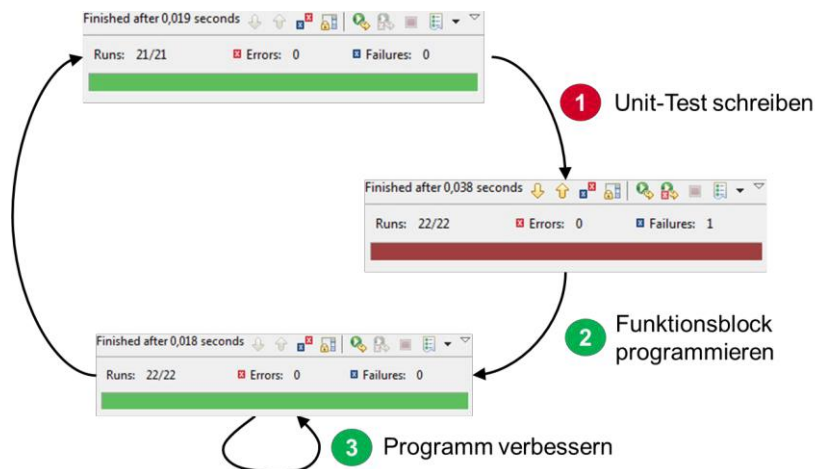 Finished after 0,019 seconds
Runs: 21/21 Errors: 0 Failures: 0
1 Unit-Test schreiben
Finished after 0,038 seconds
Runs: 22/22 Errors: 0 Failures: 1
2 Funktionsblock
programmieren
Finished after 0,018 seconds
Runs: 22/22 Errors: 0 Failures: 0
3 Programm verbessern